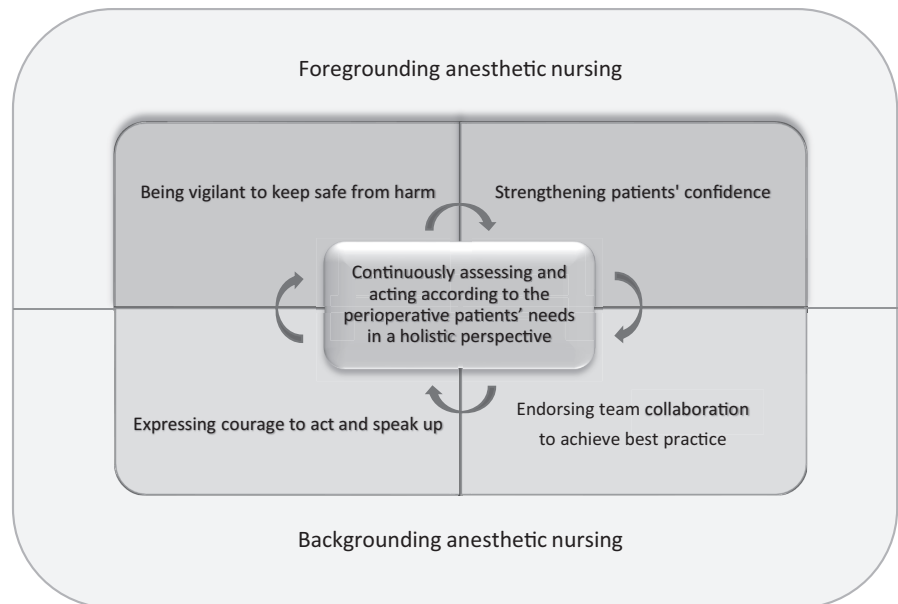 Foregrounding anesthetic nursing
Being vigilant to keep safe from harm
Strengthening patients' confidence
Continuously assessing and
acting according to the
perioperative patients’ needs
in a holistic perspective
Expressing courage to act and speak up
Endorsing team collaboration
to achieve best practice
Backgrounding anesthetic nursing